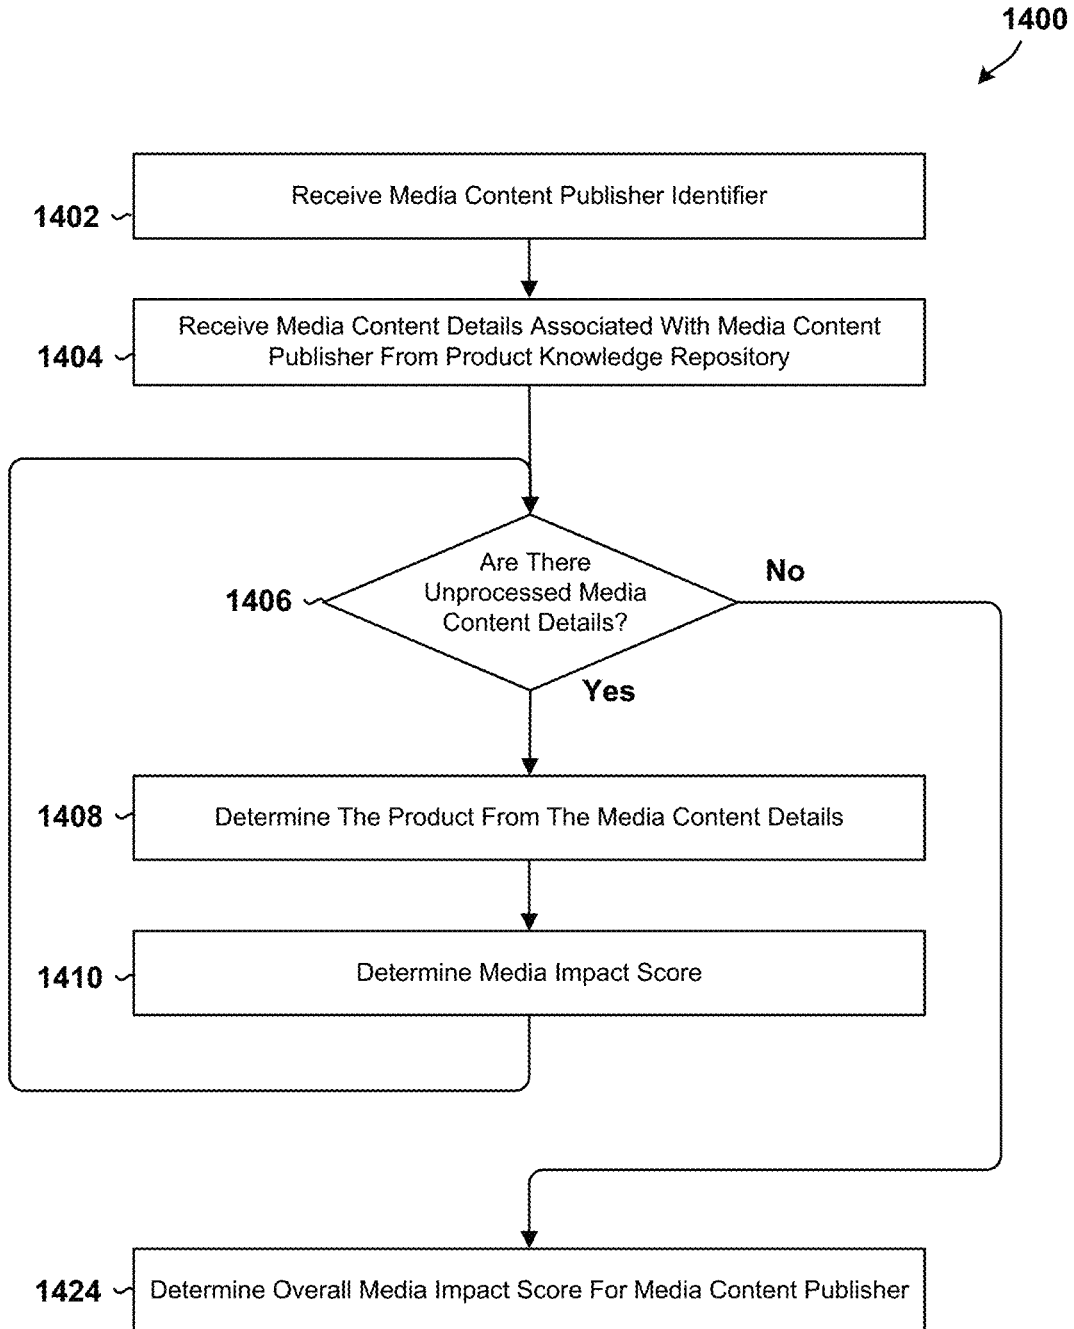 1400
Receive Media Content Publisher Identifier
1402
Receive Media Content Details Associated With Media Content
Publisher From Product Knowledge Repository
1404
Are There
Unprocessed Media
Content Details?
1406
No
Yes
Determine The Product From The Media Content Details
1408
Determine Media Impact Score
1410
Determine Overall Media Impact Score For Media Content Publisher
1424